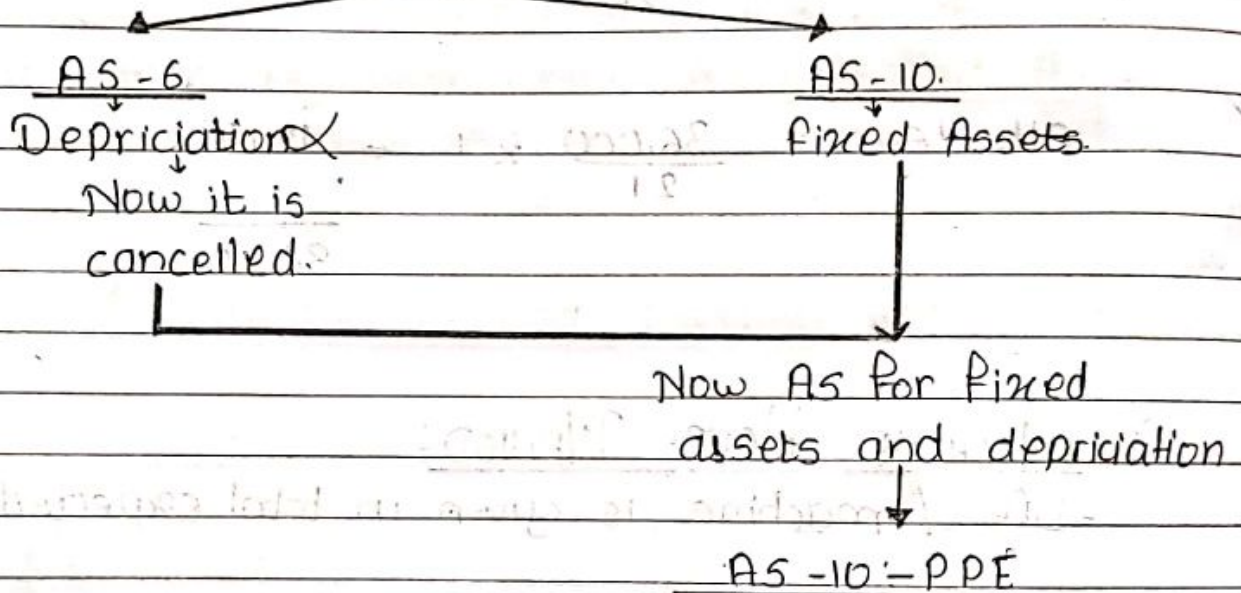 AS-6.
Depriciation
Now it is
cancelled.
AS-10.
Fixed Assets.
Now AS for fixed
assets and depriciation
AS-10:-PPE